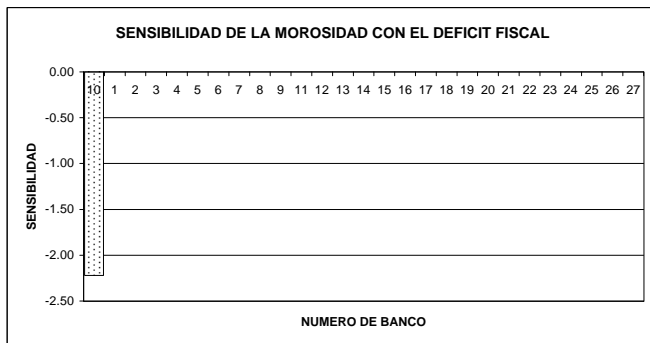 SENSIBILIDAD DE LA MOROSIDAD CON EL DEFICIT FISCAL
0.00
10 1 2 3 4 5 6 7 8 9 11 12 13 14 15 16 17 18 19 20 21 22 23 24 25 26 27
-0.50
-1.00
-1.50
-2.00
-2.50
SENSIBILIDAD
NUMERO DE BANCO